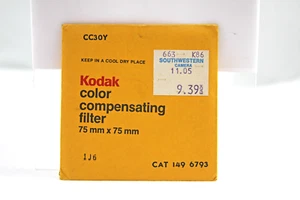 CC30Y
KEEP IN A COOL DRY PLACE
663 K86
SOUTHWESTERN
CAMERA
11.05
9.39
Kodak
color
compensating
filter
75 mm x 75 mm
1J6
CAT 149 6793